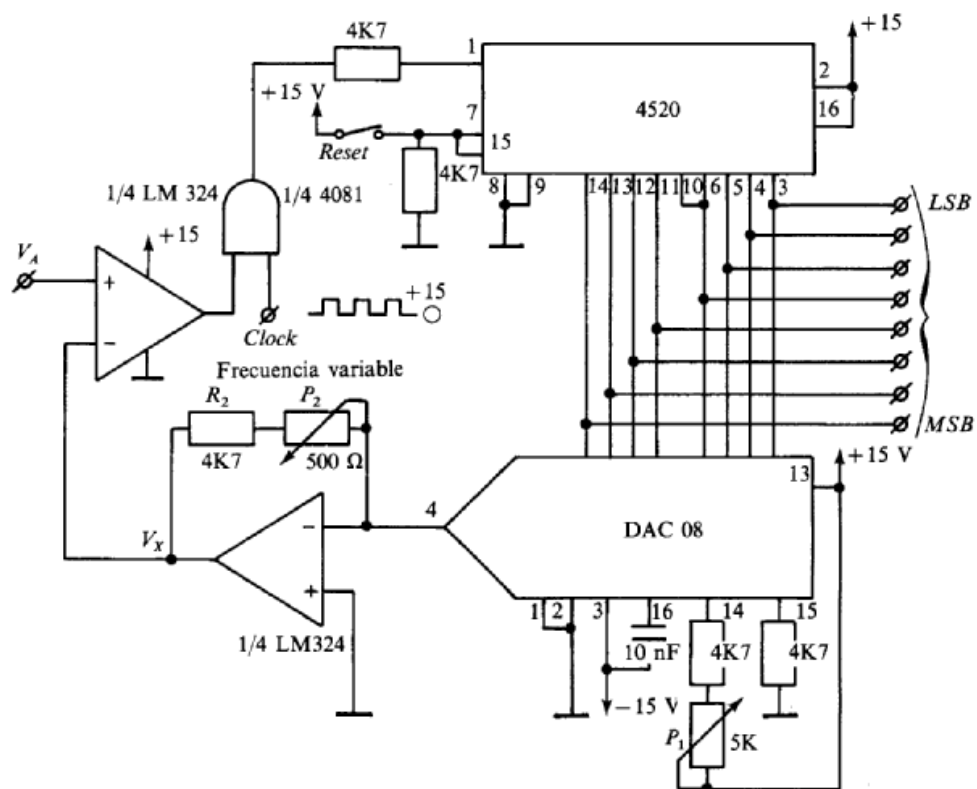 4K7
1
+15 V
Reset
7
15
4K7
8
9
4520
2
16
+15
14
13
12
11
10
6
5
4
3
LSB
MSB
1/4 LM 324
1/4 4081
+15
V_A
+
−
Clock
+15
Frecuencia variable
R_2
P_2
4K7
500 Ω
V_X
−
+
1/4 LM324
4
DAC 08
13
+15 V
1
2
3
16
14
15
10 nF
4K7
4K7
−15 V
P_1
5K